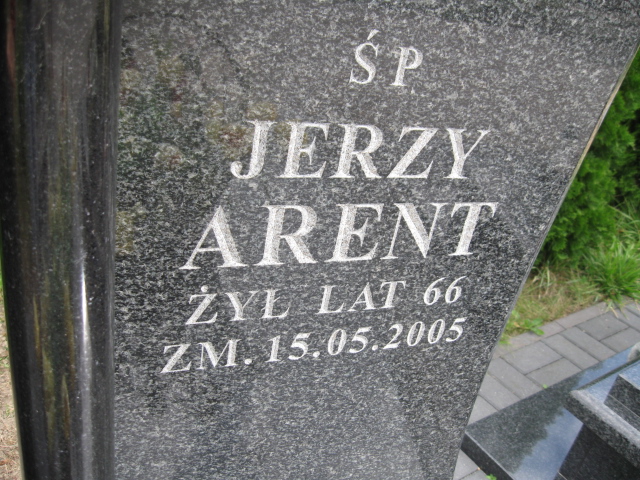 ŚP
JERZY
ARENT
ŻYŁ LAT 66
ZM. 15.05.2005